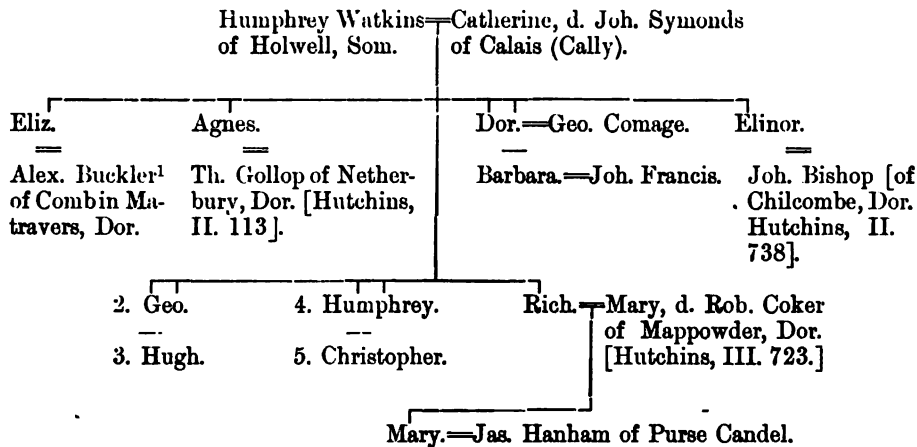 Humphrey Watkins=Catherine, d. Joh. Symonds
of Holwell, Som. of Calais (Cally).
Eliz. Agnes. Dor.=Geo. Comage. Elinor.
=
=
—
=
Alex. Buckler¹ Th. Gollop of Nether- Barbara.=Joh. Francis. Joh. Bishop [of
of Combin Ma- bury, Dor. [Hutchins, Chilcombe, Dor.
travers, Dor. II. 113]. Hutchins, II.
738].
2. Geo. 4. Humphrey. Rich.=Mary, d. Rob. Coker
— — of Mappowder, Dor.
3. Hugh. 5. Christopher. [Hutchins, III. 723.]
Mary.=Jas. Hanham of Purse Candel.